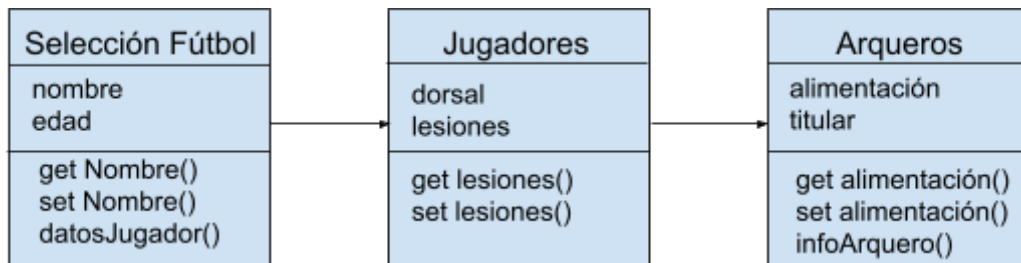 Selección Fútbol
nombre
edad
get Nombre()
set Nombre()
datosJugador()
Jugadores
dorsal
lesiones
get lesiones()
set lesiones()
Arqueros
alimentación
titular
get alimentación()
set alimentación()
infoArquero()